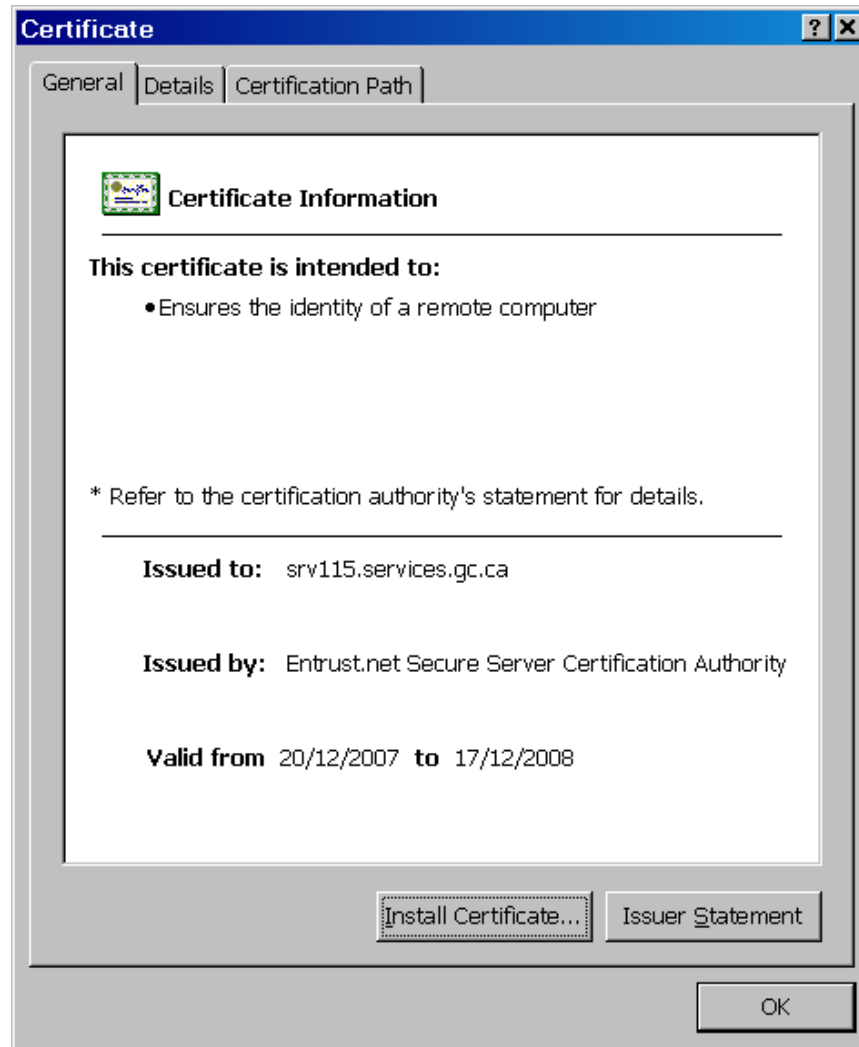 Certificate
General Details Certification Path
Certificate Information
This certificate is intended to:
•Ensures the identity of a remote computer
* Refer to the certification authority's statement for details.
Issued to: srv115.services.gc.ca
Issued by: Entrust.net Secure Server Certification Authority
Valid from 20/12/2007 to 17/12/2008
Install Certificate... Issuer Statement
OK